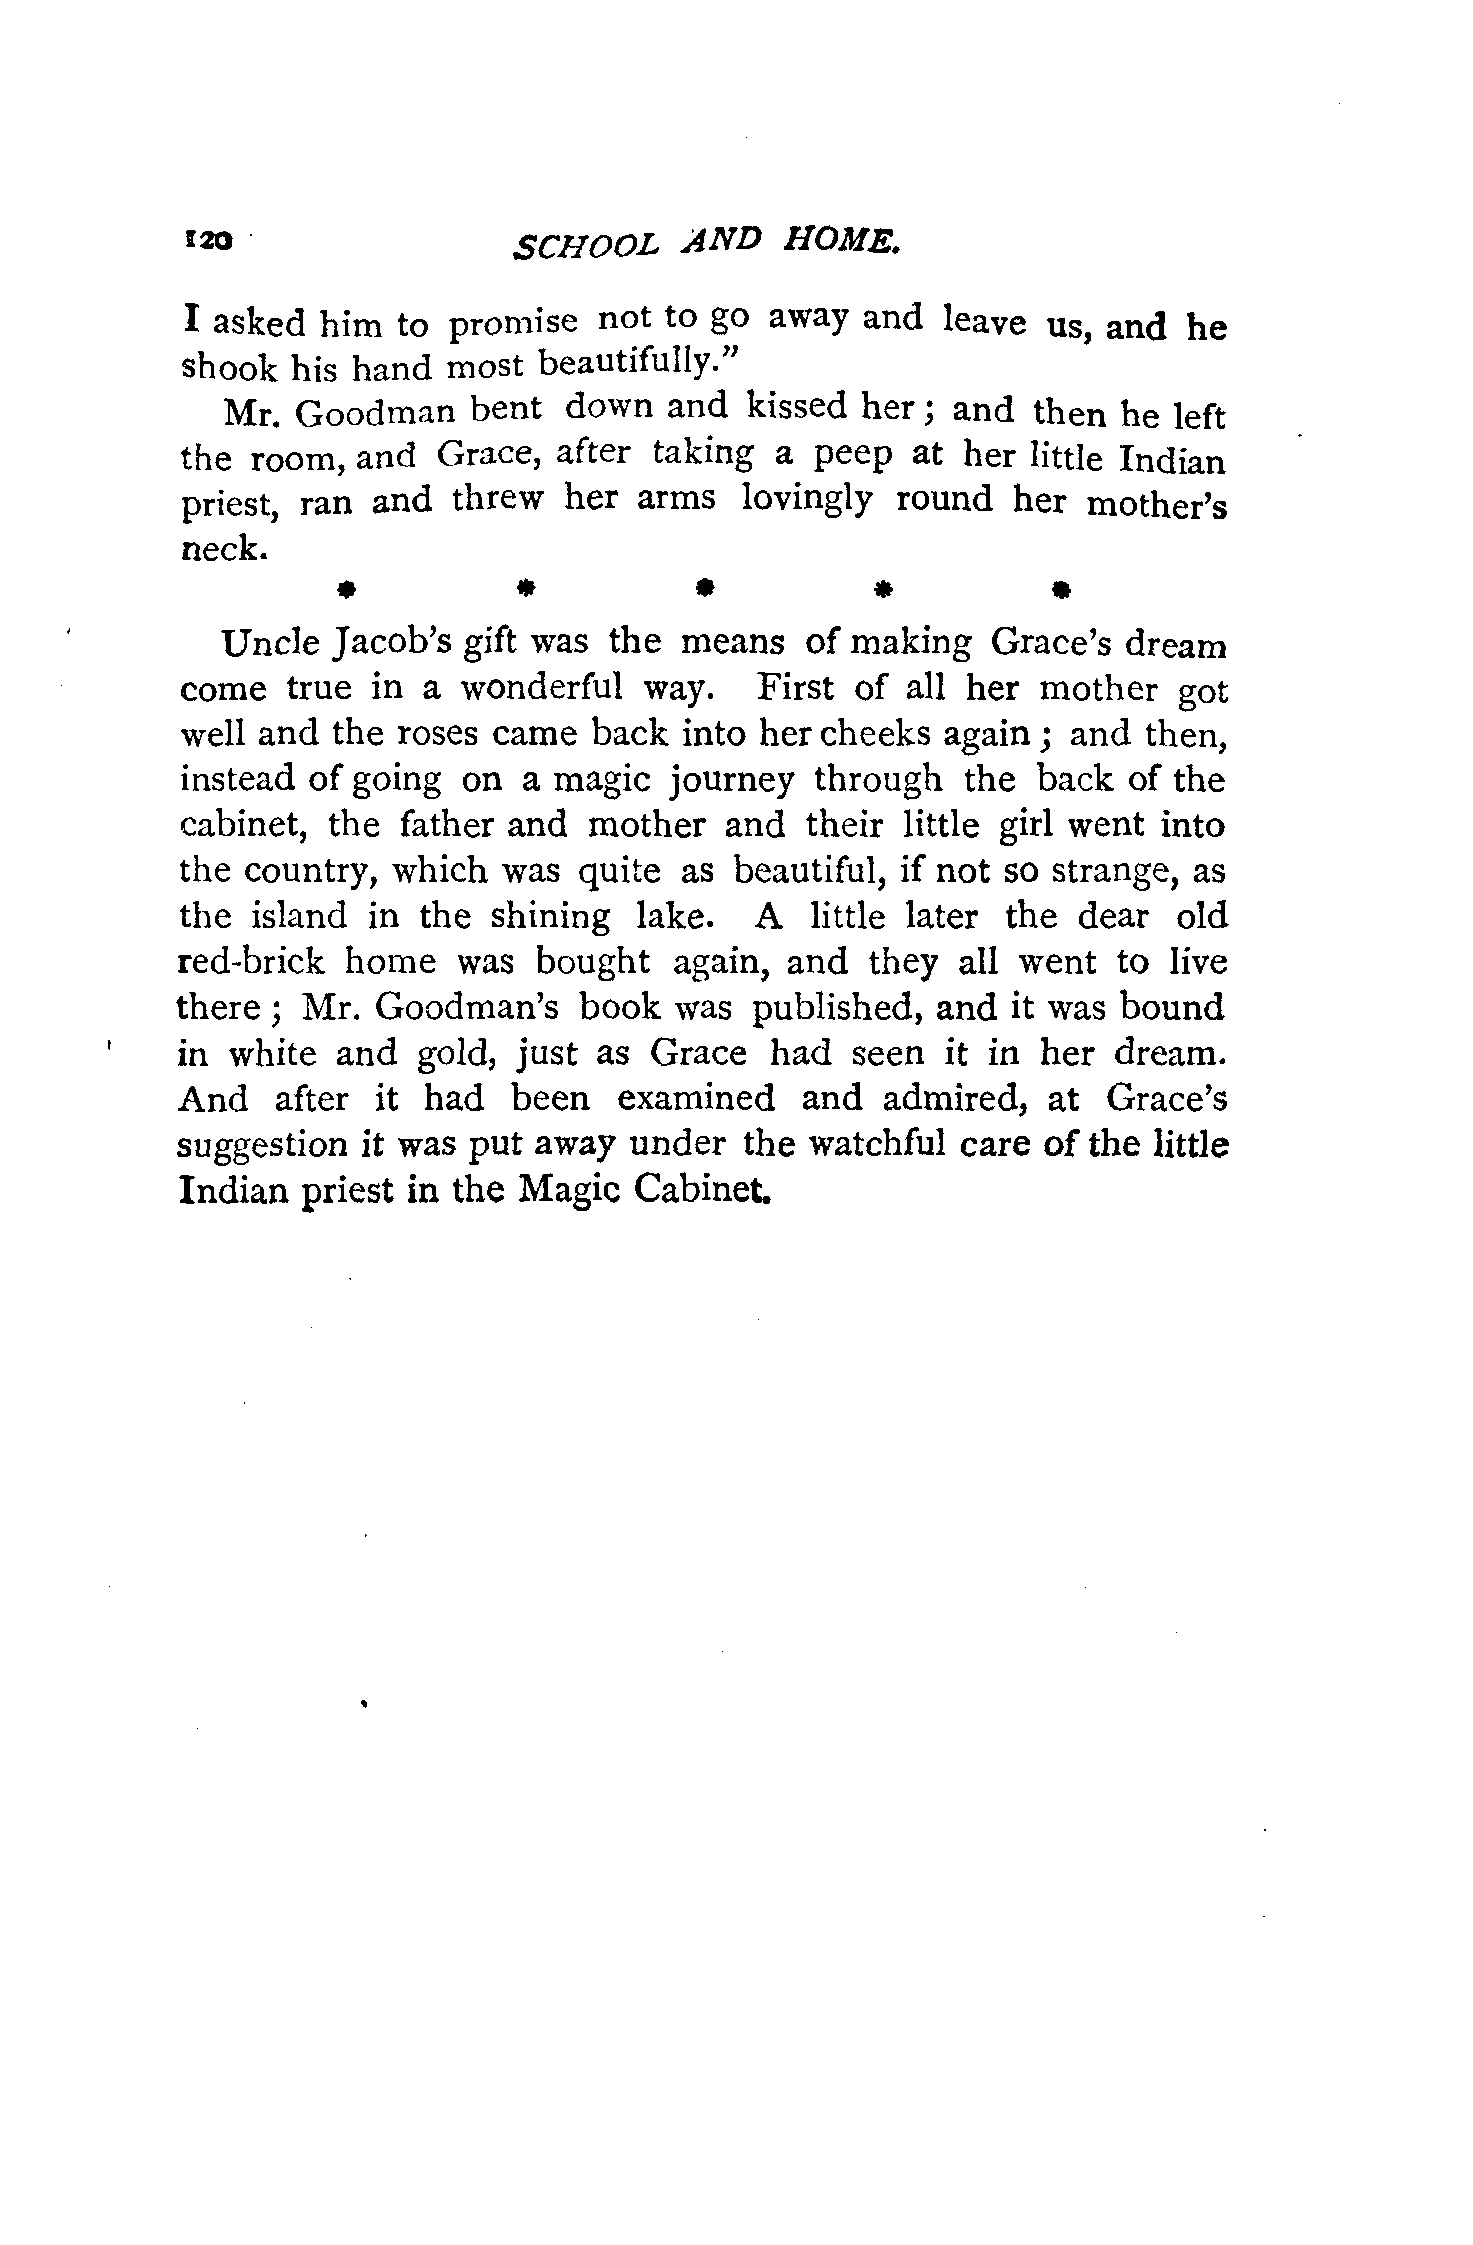 120 SCHOOL AND HOME.
I asked him to promise not to go away and leave us, and he
shook his hand most beautifully."
Mr. Goodman bent down and kissed her ; and then he left
the room, and Grace, after taking a peep at her little Indian
priest, ran and threw her arms lovingly round her mother's
neck.
* * * * *
Uncle Jacob's gift was the means of making Grace's dream
come true in a wonderful way. First of all her mother got
well and the roses came back into her cheeks again ; and then,
instead of going on a magic journey through the back of the
cabinet, the father and mother and their little girl went into
the country, which was quite as beautiful, if not so strange, as
the island in the shining lake. A little later the dear old
red-brick home was bought again, and they all went to live
there ; Mr. Goodman's book was published, and it was bound
in white and gold, just as Grace had seen it in her dream.
And after it had been examined and admired, at Grace's
suggestion it was put away under the watchful care of the little
Indian priest in the Magic Cabinet.